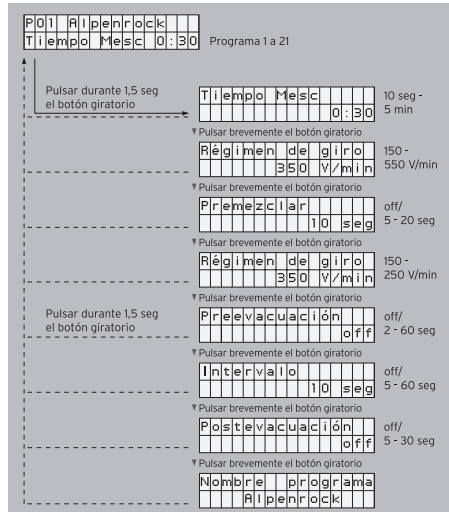 P01 Alpenrock
Tiempo Mesc 0:30
Programa 1 a 21
Pulsar durante 1,5 seg
el botón giratorio
Tiempo Mesc
0:30
10 seg -
5 min
Pulsar brevemente el botón giratorio
Régimen de giro
350 V/min
150 -
550 V/min
Pulsar brevemente el botón giratorio
Premezclar
10 seg
off/
5 - 20 seg
Pulsar brevemente el botón giratorio
Régimen de giro
350 V/min
150 -
250 V/min
Pulsar brevemente el botón giratorio
Pulsar durante 1,5 seg
el botón giratorio
Preevacuación
off
off/
2 - 60 seg
Pulsar brevemente el botón giratorio
Intervalo
10 seg
off/
5 - 60 seg
Pulsar brevemente el botón giratorio
Postevacuación
off
off/
5 - 30 seg
Pulsar brevemente el botón giratorio
Nombre programa
Alpenrock